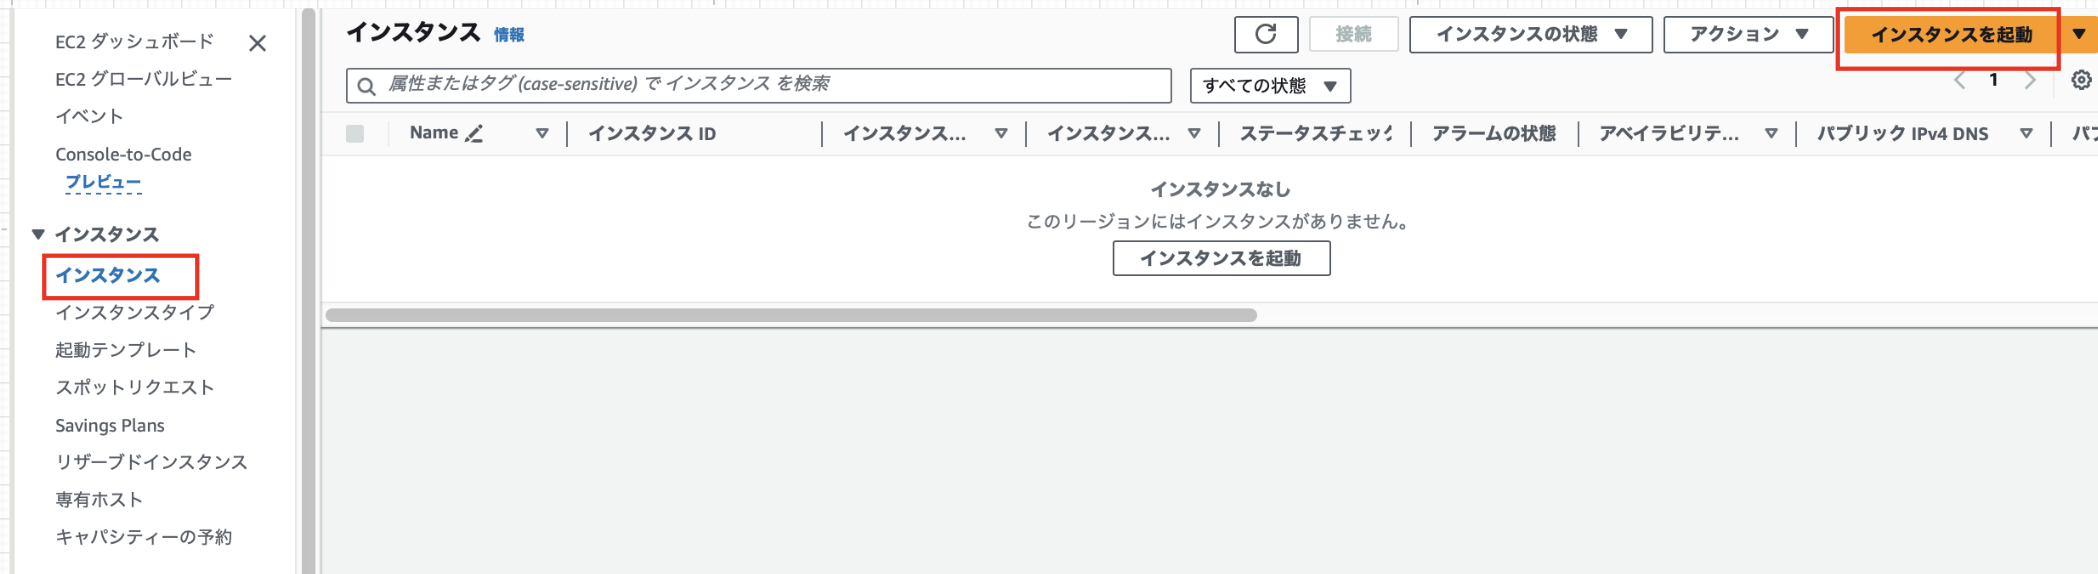 EC2 ダッシュボード
EC2 グローバルビュー
イベント
Console-to-Code
プレビュー
インスタンス
インスタンス
インスタンスタイプ
起動テンプレート
スポットリクエスト
Savings Plans
リザーブドインスタンス
専有ホスト
キャパシティーの予約
インスタンス 情報
接続 インスタンスの状態 アクション インスタンスを起動
属性またはタグ (case-sensitive) で インスタンス を検索 すべての状態 1
Name インスタンス ID インスタンス... インスタンス... ステータスチェック アラームの状態 アベイラビリテ... パブリック IPv4 DNS パブ
インスタンスなし
このリージョンにはインスタンスがありません。
インスタンスを起動